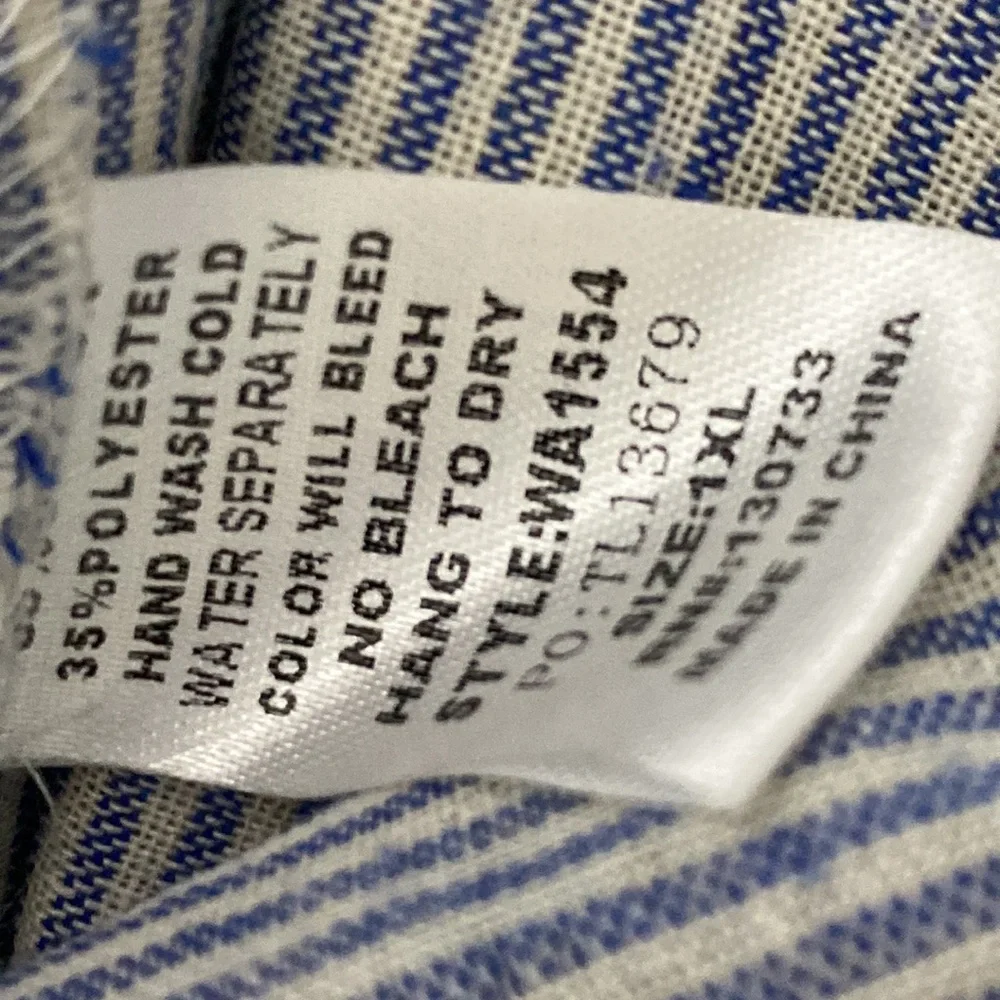 35%POLYESTER
HAND WASH COLD
WATER SEPARATELY
COLOR WILL BLEED
NO BLEACH
HANG TO DRY
STYLE:WA1554
PO:TL13679
SIZE:1XL
RN#:130733
MADE IN CHINA